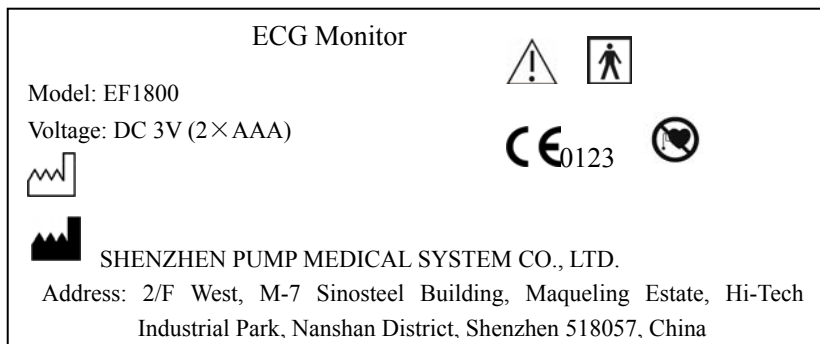 ECG Monitor
Model: EF1800
Voltage: DC 3V (2×AAA)
CE0123
SHENZHEN PUMP MEDICAL SYSTEM CO., LTD.
Address: 2/F West, M-7 Sinosteel Building, Maqueling Estate, Hi-Tech
Industrial Park, Nanshan District, Shenzhen 518057, China